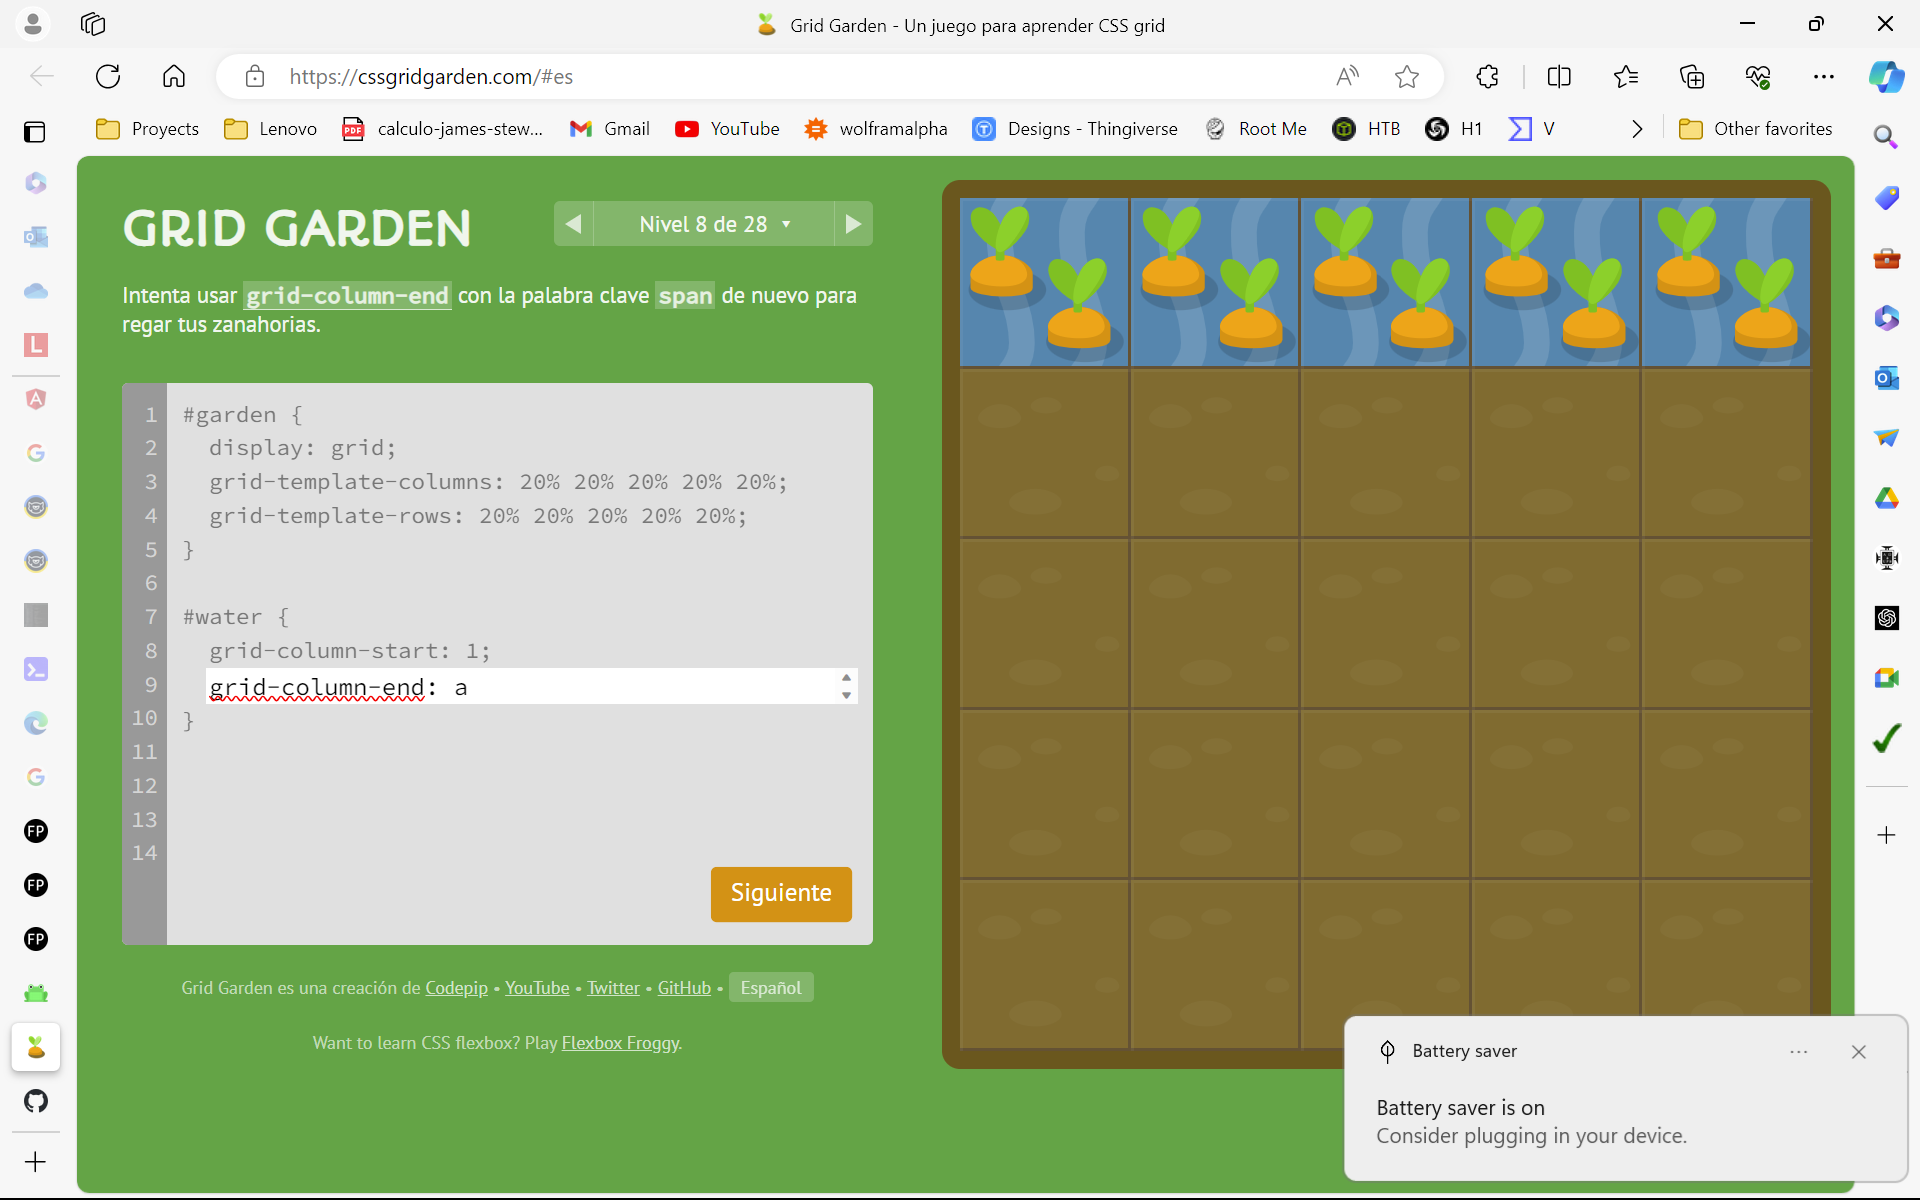 Grid Garden - Un juego para aprender CSS grid
https://cssgridgarden.com/#es
Proyects
Lenovo
PDF
calculo-james-stew...
Gmail
YouTube
wolframalpha
Designs - Thingiverse
Root Me
HTB
H1
V
Other favorites
GRID GARDEN
Nivel 8 de 28
Intenta usar grid-column-end con la palabra clave span de nuevo para
regar tus zanahorias.
1 #garden {
2 display: grid;
3 grid-template-columns: 20% 20% 20% 20% 20%;
4 grid-template-rows: 20% 20% 20% 20% 20%;
5 }
6
7 #water {
8 grid-column-start: 1;
9 grid-column-end: a
10 }
11
12
13
14
Siguiente
Grid Garden es una creación de Codepip • YouTube • Twitter • GitHub • Español
Want to learn CSS flexbox? Play Flexbox Froggy.
L
FP
FP
FP
Battery saver
Battery saver is on
Consider plugging in your device.